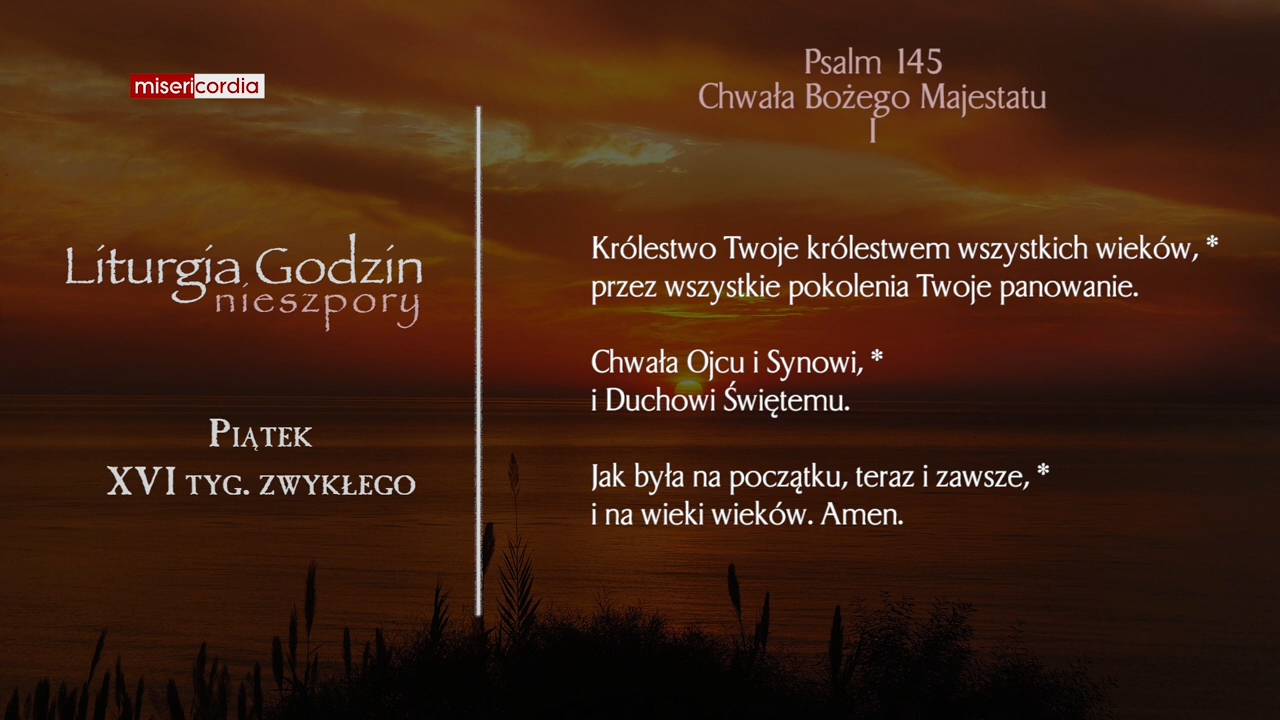 misericordia
Liturgia Godzin
nieszpory
Piątek
XVI tyg. zwykłego
Psalm 145
Chwała Bożego Majestatu
I
Królestwo Twoje królestwem wszystkich wieków, *
przez wszystkie pokolenia Twoje panowanie.
Chwała Ojcu i Synowi, *
i Duchowi Świętemu.
Jak była na początku, teraz i zawsze, *
i na wieki wieków. Amen.